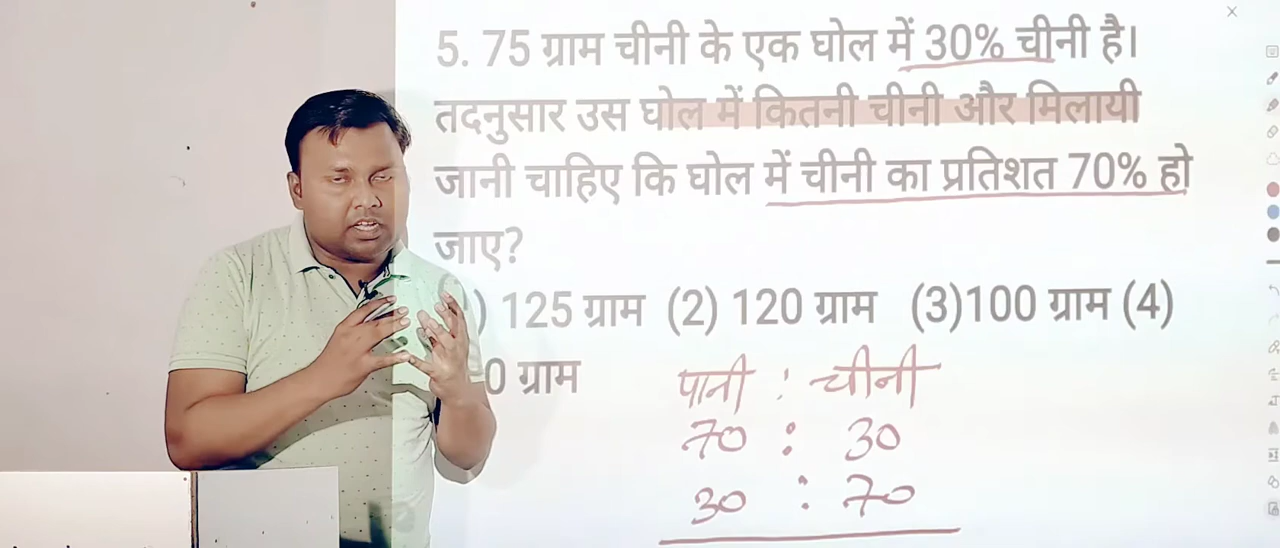 5. 75 ग्राम चीनी के एक घोल में 30% चीनी है।
तदनुसार उस घोल में कितनी चीनी और मिलायी
जानी चाहिए कि घोल में चीनी का प्रतिशत 70% हो
जाए?
) 125 ग्राम (2) 120 ग्राम (3)100 ग्राम (4)
0 ग्राम
पानी : चीनी
70 : 30
30 : 70